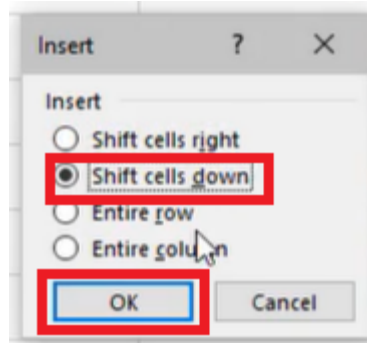 Insert ? ×
Insert
Shift cells right
Shift cells down
Entire row
Entire column
OK Cancel